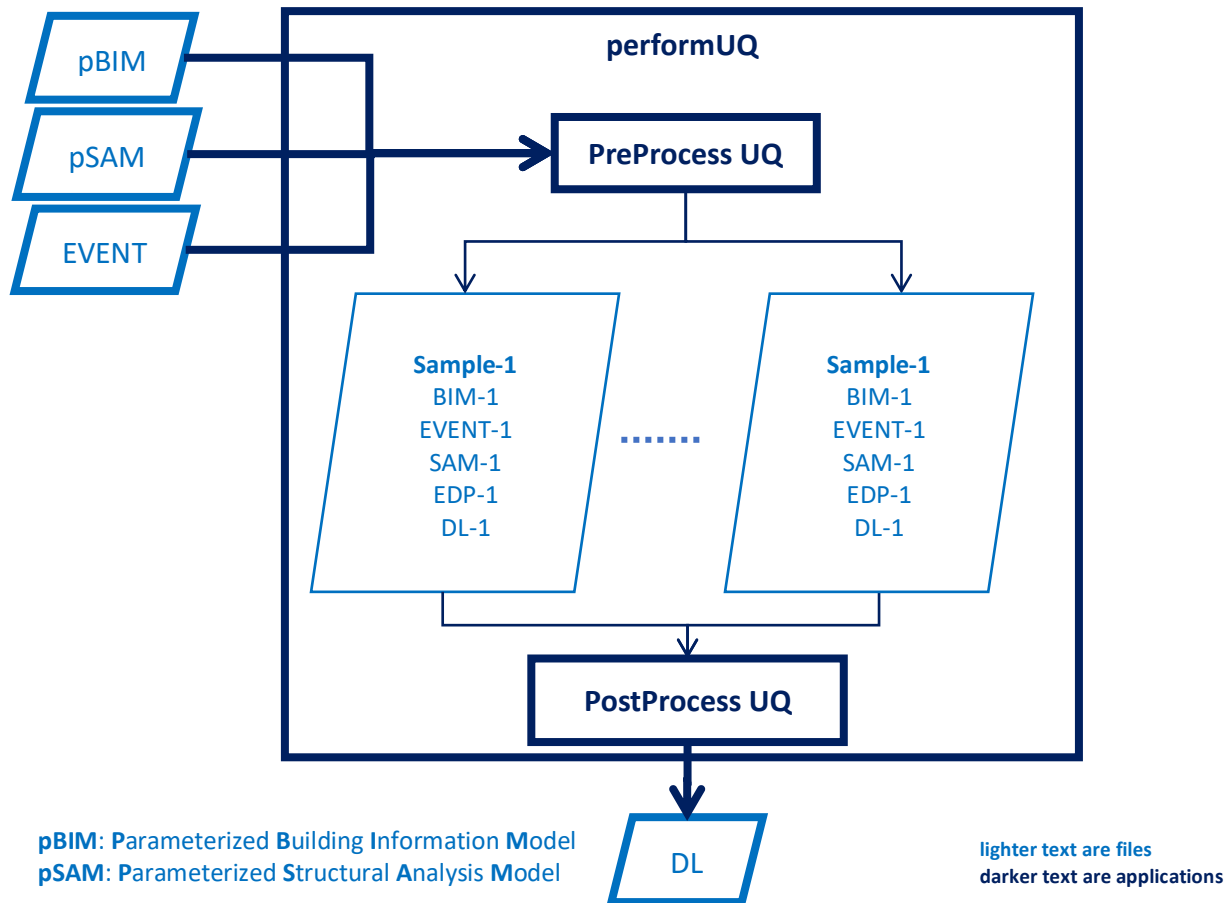 performUQ
pBIM
pSAM
EVENT
PreProcess UQ
Sample-1
BIM-1
EVENT-1
SAM-1
EDP-1
DL-1
.......
Sample-1
BIM-1
EVENT-1
SAM-1
EDP-1
DL-1
PostProcess UQ
DL
pBIM: Parameterized Building Information Model
pSAM: Parameterized Structural Analysis Model
lighter text are files
darker text are applications